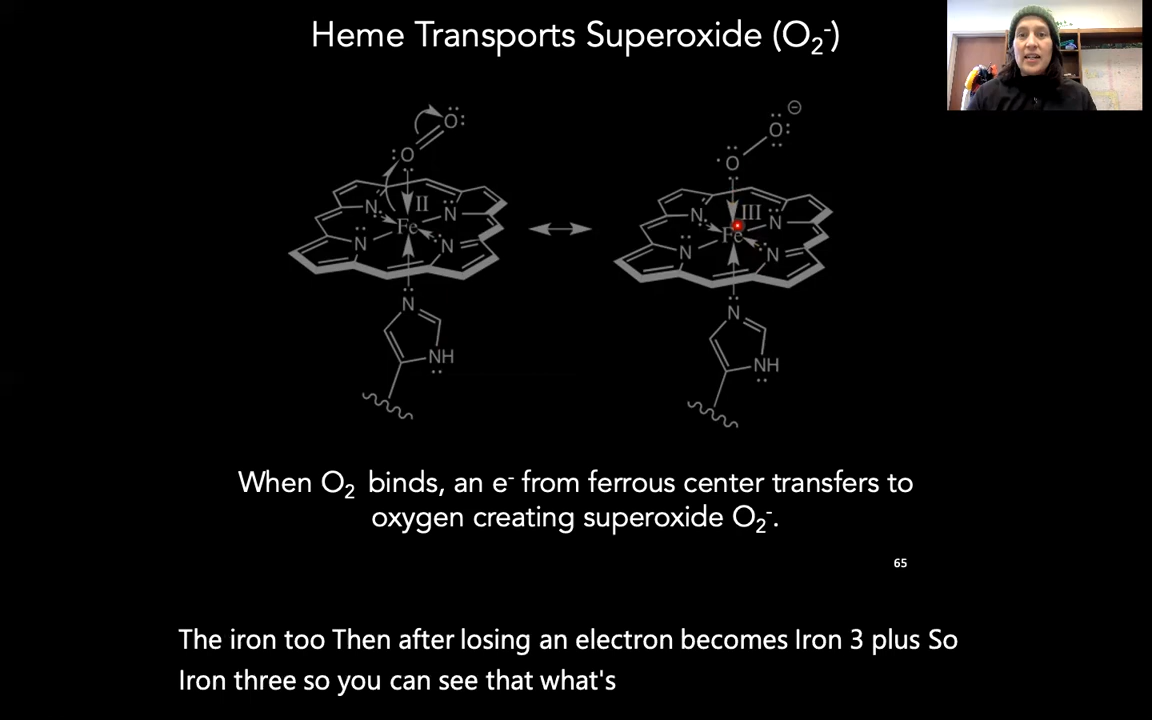 Heme Transports Superoxide (O₂⁻)
:O
O:
II
N
N
Fe
N
N
N
NH
⊖
O:
·O
III
N
N
Fe
N
N
N
NH
When O₂ binds, an e⁻ from ferrous center transfers to
oxygen creating superoxide O₂⁻.
65
The iron too Then after losing an electron becomes Iron 3 plus So
Iron three so you can see that what's